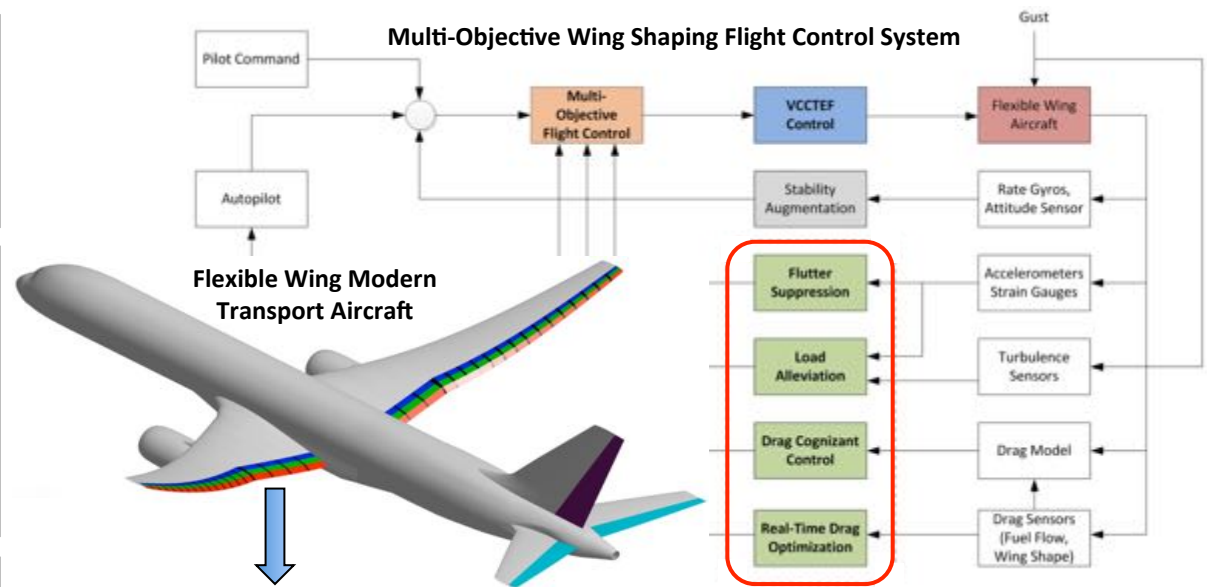 Gust
Multi-Objective Wing Shaping Flight Control System
Pilot Command
Multi-
Objective
Flight Control
VCCTEF
Control
Flexible Wing
Aircraft
Autopilot
Stability
Augmentation
Rate Gyros,
Attitude Sensor
Flexible Wing Modern
Transport Aircraft
Flutter
Suppression
Accelerometers
Strain Gauges
Load
Alleviation
Turbulence
Sensors
Drag Cognizant
Control
Drag Model
Real-Time Drag
Optimization
Drag Sensors
(Fuel Flow,
Wing Shape)